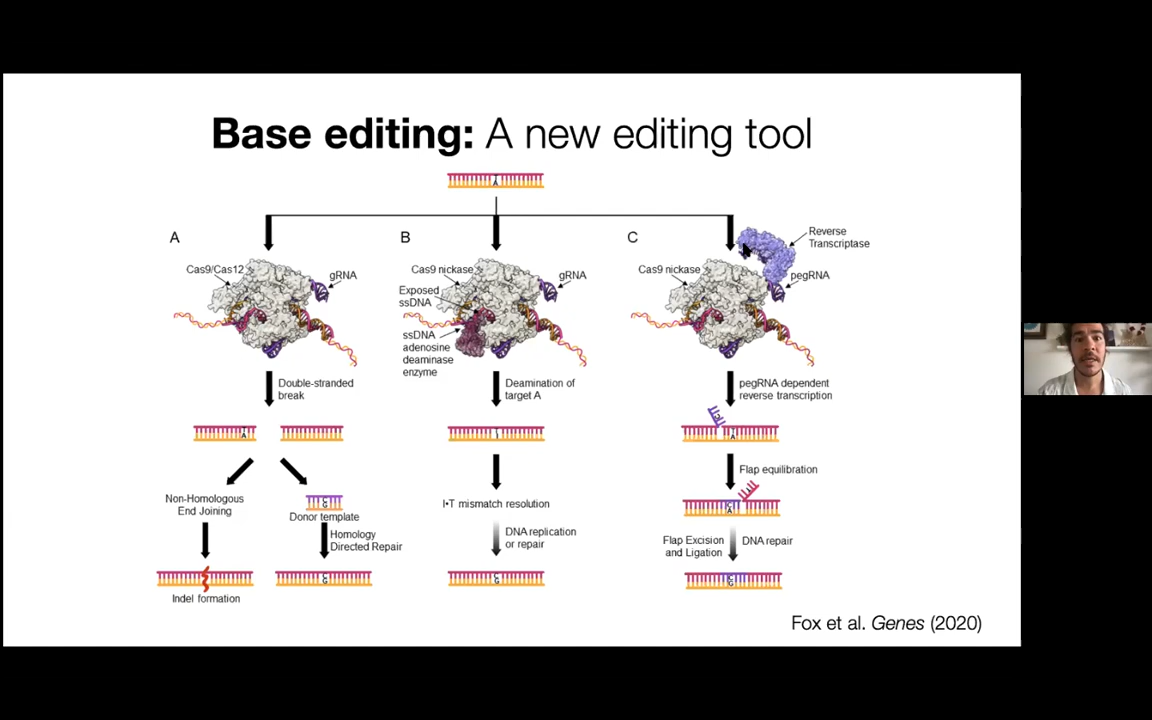 Base editing: A new editing tool
T
A
A
Cas9/Cas12
gRNA
Double-stranded
break
T
A
Non-Homologous
End Joining
Indel formation
C
G
Donor template
Homology
Directed Repair
C
G
B
Cas9 nickase
gRNA
Exposed
ssDNA
ssDNA
adenosine
deaminase
enzyme
Deamination of
target A
T
I
I•T mismatch resolution
DNA replication
or repair
C
G
C
Reverse
Transcriptase
Cas9 nickase
pegRNA
pegRNA dependent
reverse transcription
T
A
Flap equilibration
C
A
Flap Excision
and Ligation
DNA repair
C
G
Fox et al. Genes (2020)